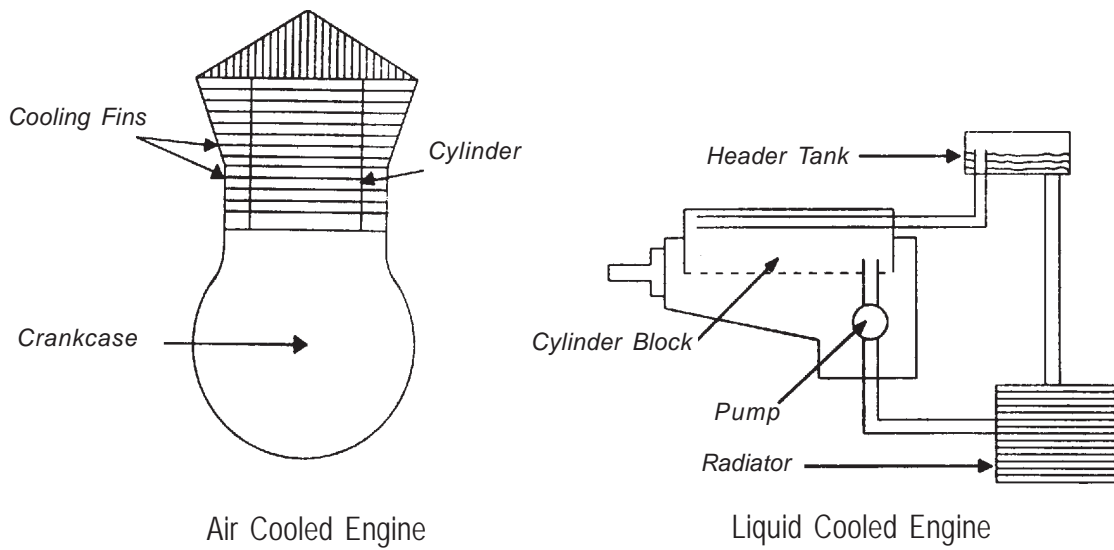 Cooling Fins
Cylinder
Crankcase
Air Cooled Engine
Header Tank
Cylinder Block
Pump
Radiator
Liquid Cooled Engine